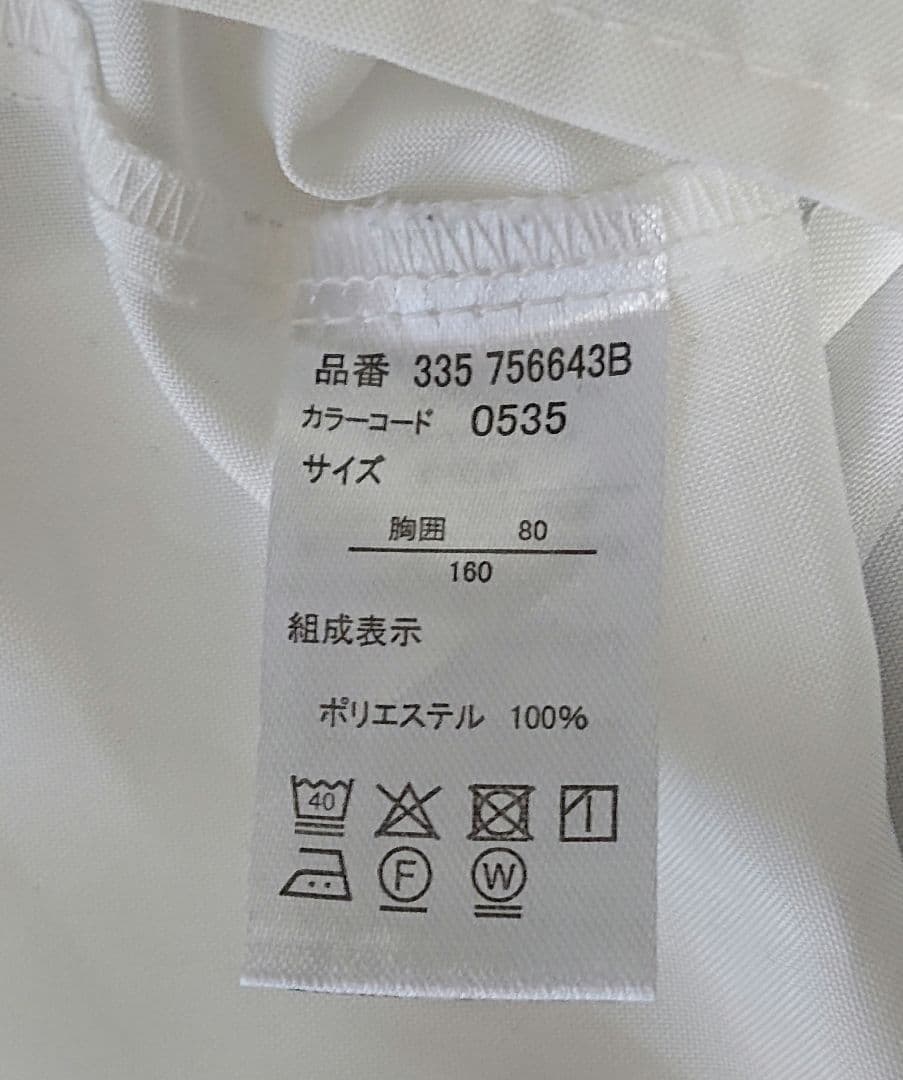 品番 335 756643B
カラーコード 0535
サイズ
胸囲 80
160
組成表示
ポリエステル 100%
40
F W